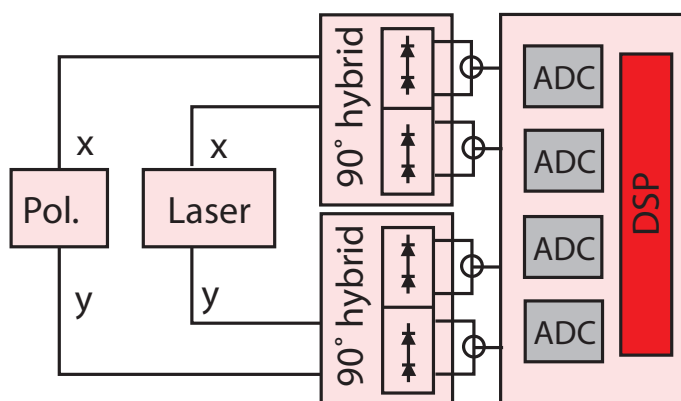 x
x
Pol.
Laser
y
y
90° hybrid
90° hybrid
ADC
ADC
ADC
ADC
DSP